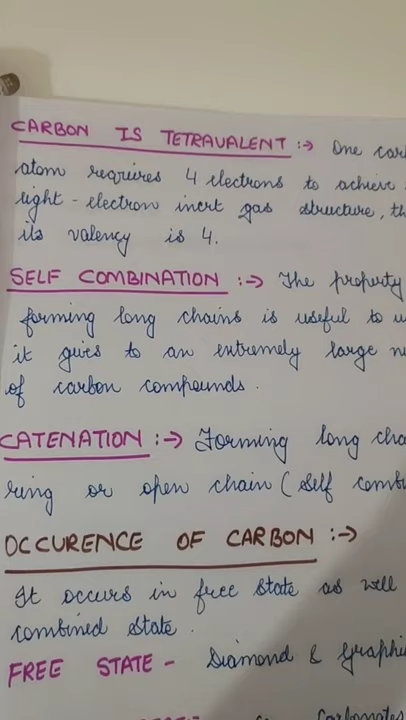 CARBON IS TETRAVALENT :→ One
atom requires 4 electrons to achieve
eight - electron inert gas structure,
its valency is 4.
SELF COMBINATION :→ The property
forming long chains is useful to
it gives to an extremely large
of carbon compounds.
CATENATION :→ Forming long
ring or open chain (Self
OCCURENCE OF CARBON :→
It occurs in free state as well
combined state.
FREE STATE - Diamond &